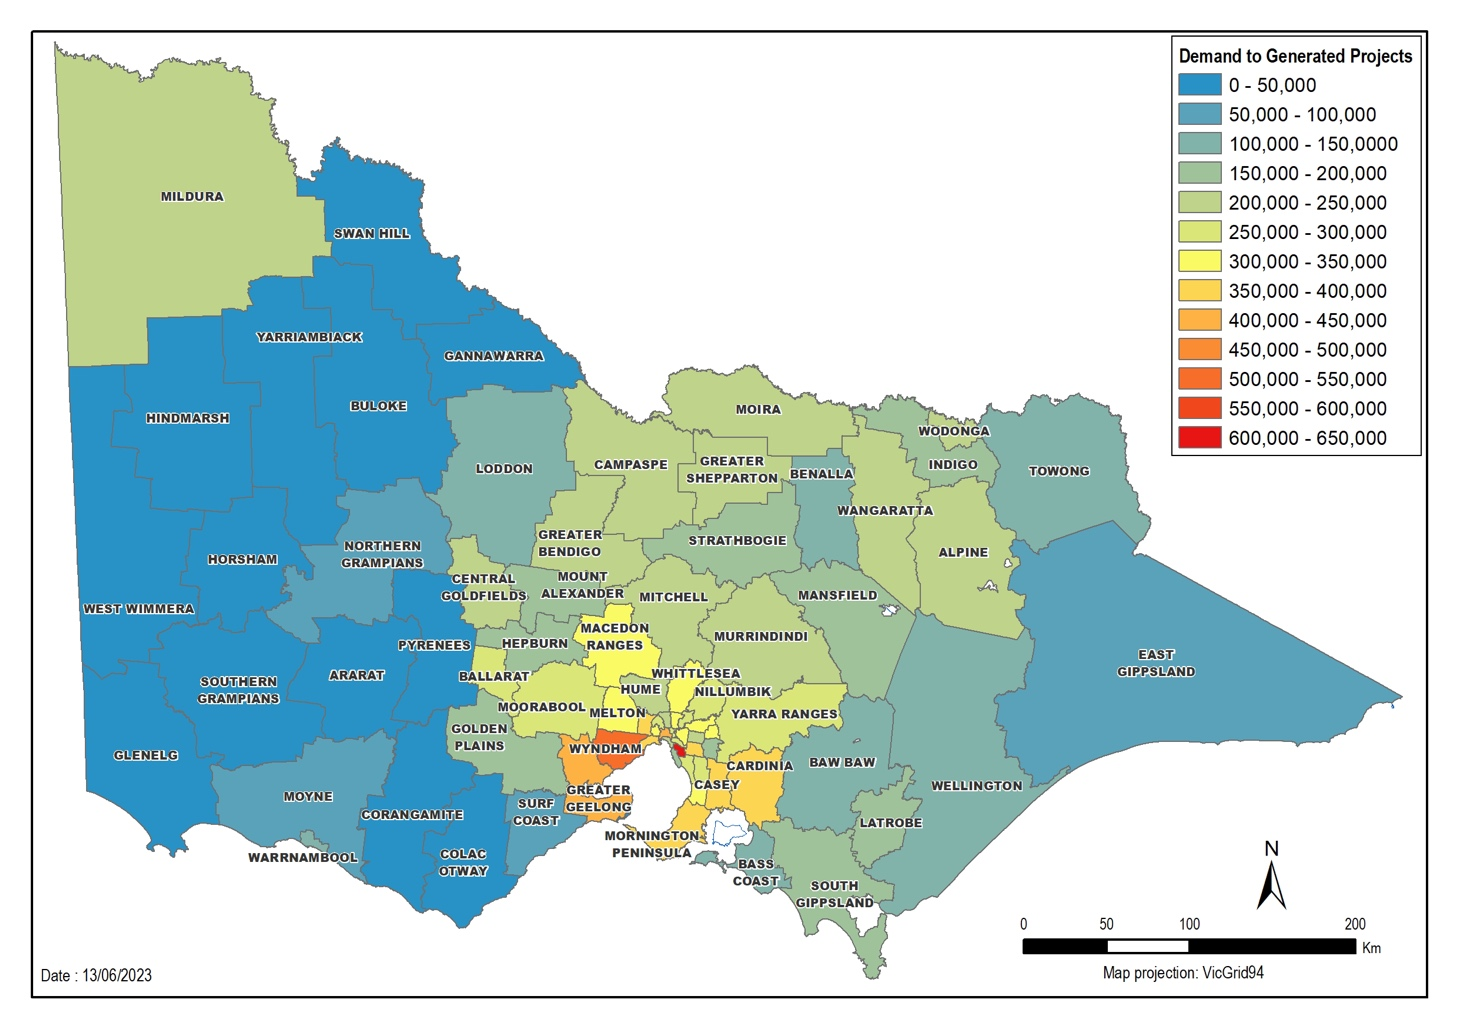 Demand to Generated Projects
0 - 50,000
50,000 - 100,000
100,000 - 150,0000
150,000 - 200,000
200,000 - 250,000
250,000 - 300,000
300,000 - 350,000
350,000 - 400,000
400,000 - 450,000
450,000 - 500,000
500,000 - 550,000
550,000 - 600,000
600,000 - 650,000
MILDURA
SWAN HILL
YARRIAMBIACK
GANNAWARRA
BULOKE
HINDMARSH
MOIRA
WODONGA
LODDON
CAMPASPE
GREATER
SHEPPARTON
BENALLA
INDIGO
TOWONG
WANGARATTA
GREATER
BENDIGO
STRATHBOGIE
ALPINE
NORTHERN
GRAMPIANS
HORSHAM
CENTRAL
GOLDFIELDS
MOUNT
ALEXANDER
MITCHELL
MANSFIELD
WEST WIMMERA
MACEDON
RANGES
MURRINDINDI
PYRENEES
HEPBURN
EAST
GIPPSLAND
ARARAT
BALLARAT
WHITTLESEA
SOUTHERN
GRAMPIANS
HUME
NILLUMBIK
MOORABOOL
MELTON
YARRA RANGES
GOLDEN
PLAINS
WYNDHAM
GLENELG
CARDINIA
BAW BAW
CASEY
WELLINGTON
MOYNE
GREATER
GEELONG
SURF
COAST
CORANGAMITE
LATROBE
MORNINGTON
PENINSULA
WARRNAMBOOL
COLAC
OTWAY
BASS
COAST
SOUTH
GIPPSLAND
N
0 50 100 200
Km
Map projection: VicGrid94
Date : 13/06/2023